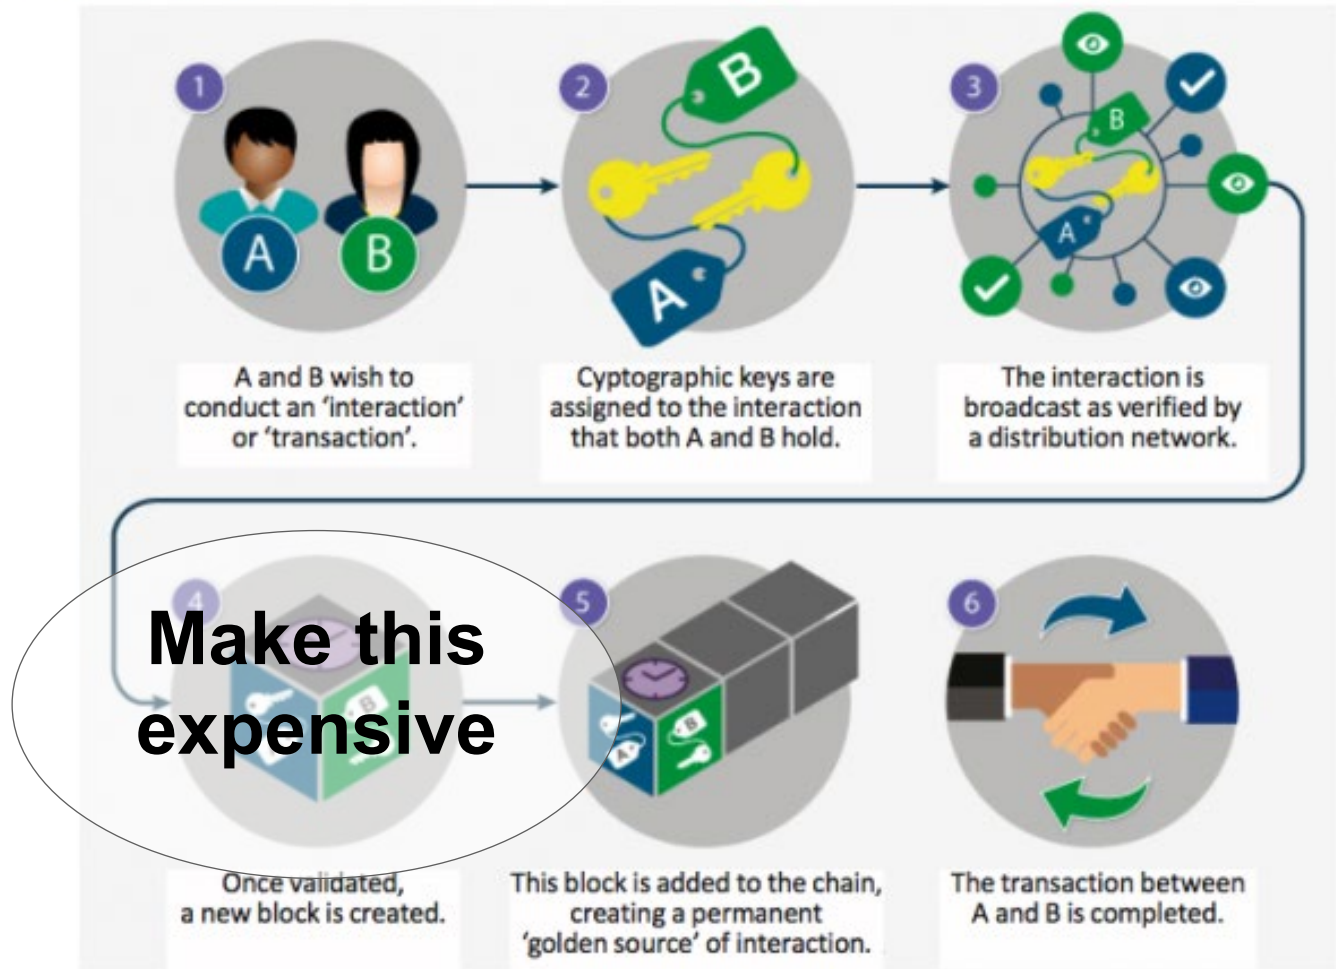 1
A
B
A and B wish to
conduct an ‘interaction’
or ‘transaction’.
2
B
A
Cyptographic keys are
assigned to the interaction
that both A and B hold.
3
B
A
The interaction is
broadcast as verified by
a distribution network.
4
Make this
expensive
B
Once validated,
a new block is created.
5
B
A
This block is added to the chain,
creating a permanent
‘golden source’ of interaction.
6
The transaction between
A and B is completed.